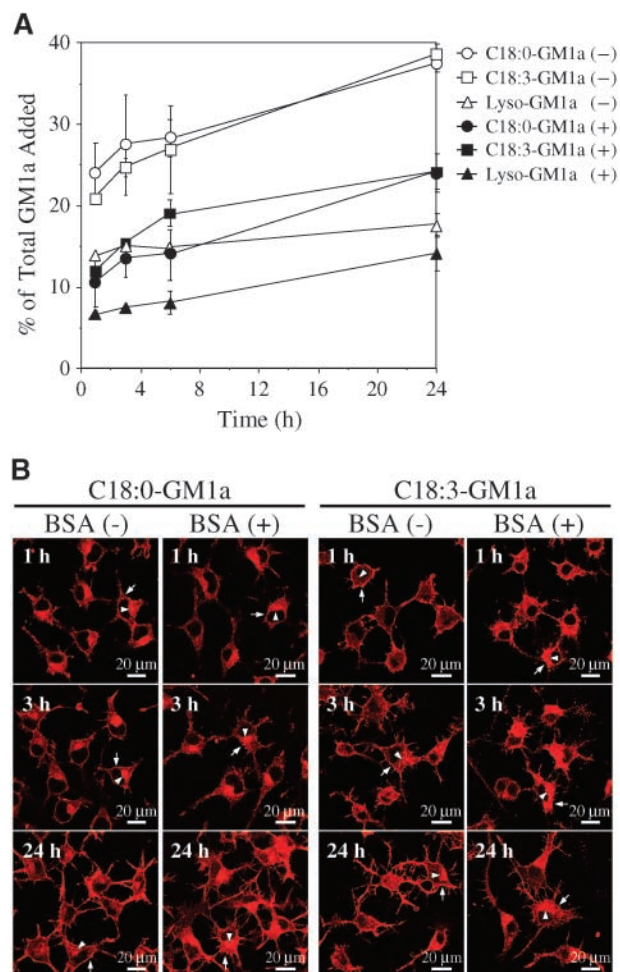 A
40
30
20
10
0
% of Total GM1a Added
0 4 8 12 16 20 24
Time (h)
C18:0-GM1a (−)
C18:3-GM1a (−)
Lyso-GM1a (−)
C18:0-GM1a (+)
C18:3-GM1a (+)
Lyso-GM1a (+)
B
C18:0-GM1a C18:3-GM1a
BSA (-) BSA (+) BSA (-) BSA (+)
1 h 1 h 1 h 1 h
20 μm 20 μm 20 μm 20 μm
3 h 3 h 3 h 3 h
20 μm 20 μm 20 μm 20 μm
24 h 24 h 24 h 24 h
20 μm 20 μm 20 μm 20 μm